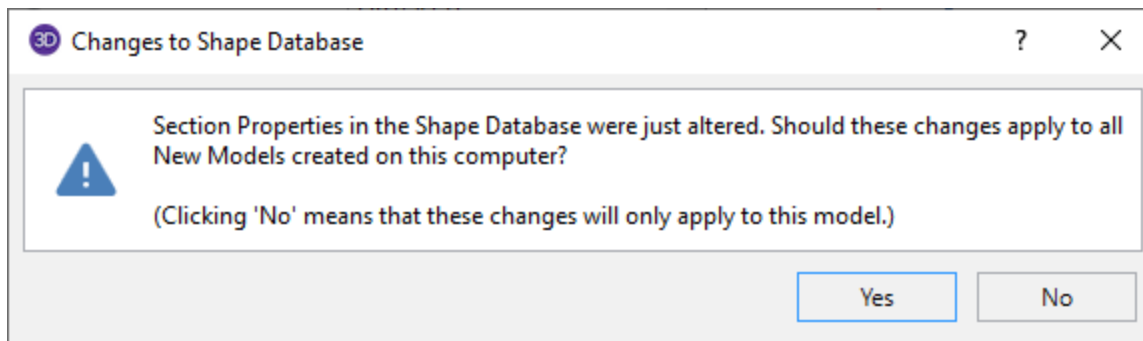 3D Changes to Shape Database ?
Section Properties in the Shape Database were just altered. Should these changes apply to all
New Models created on this computer?
(Clicking 'No' means that these changes will only apply to this model.)
Yes No